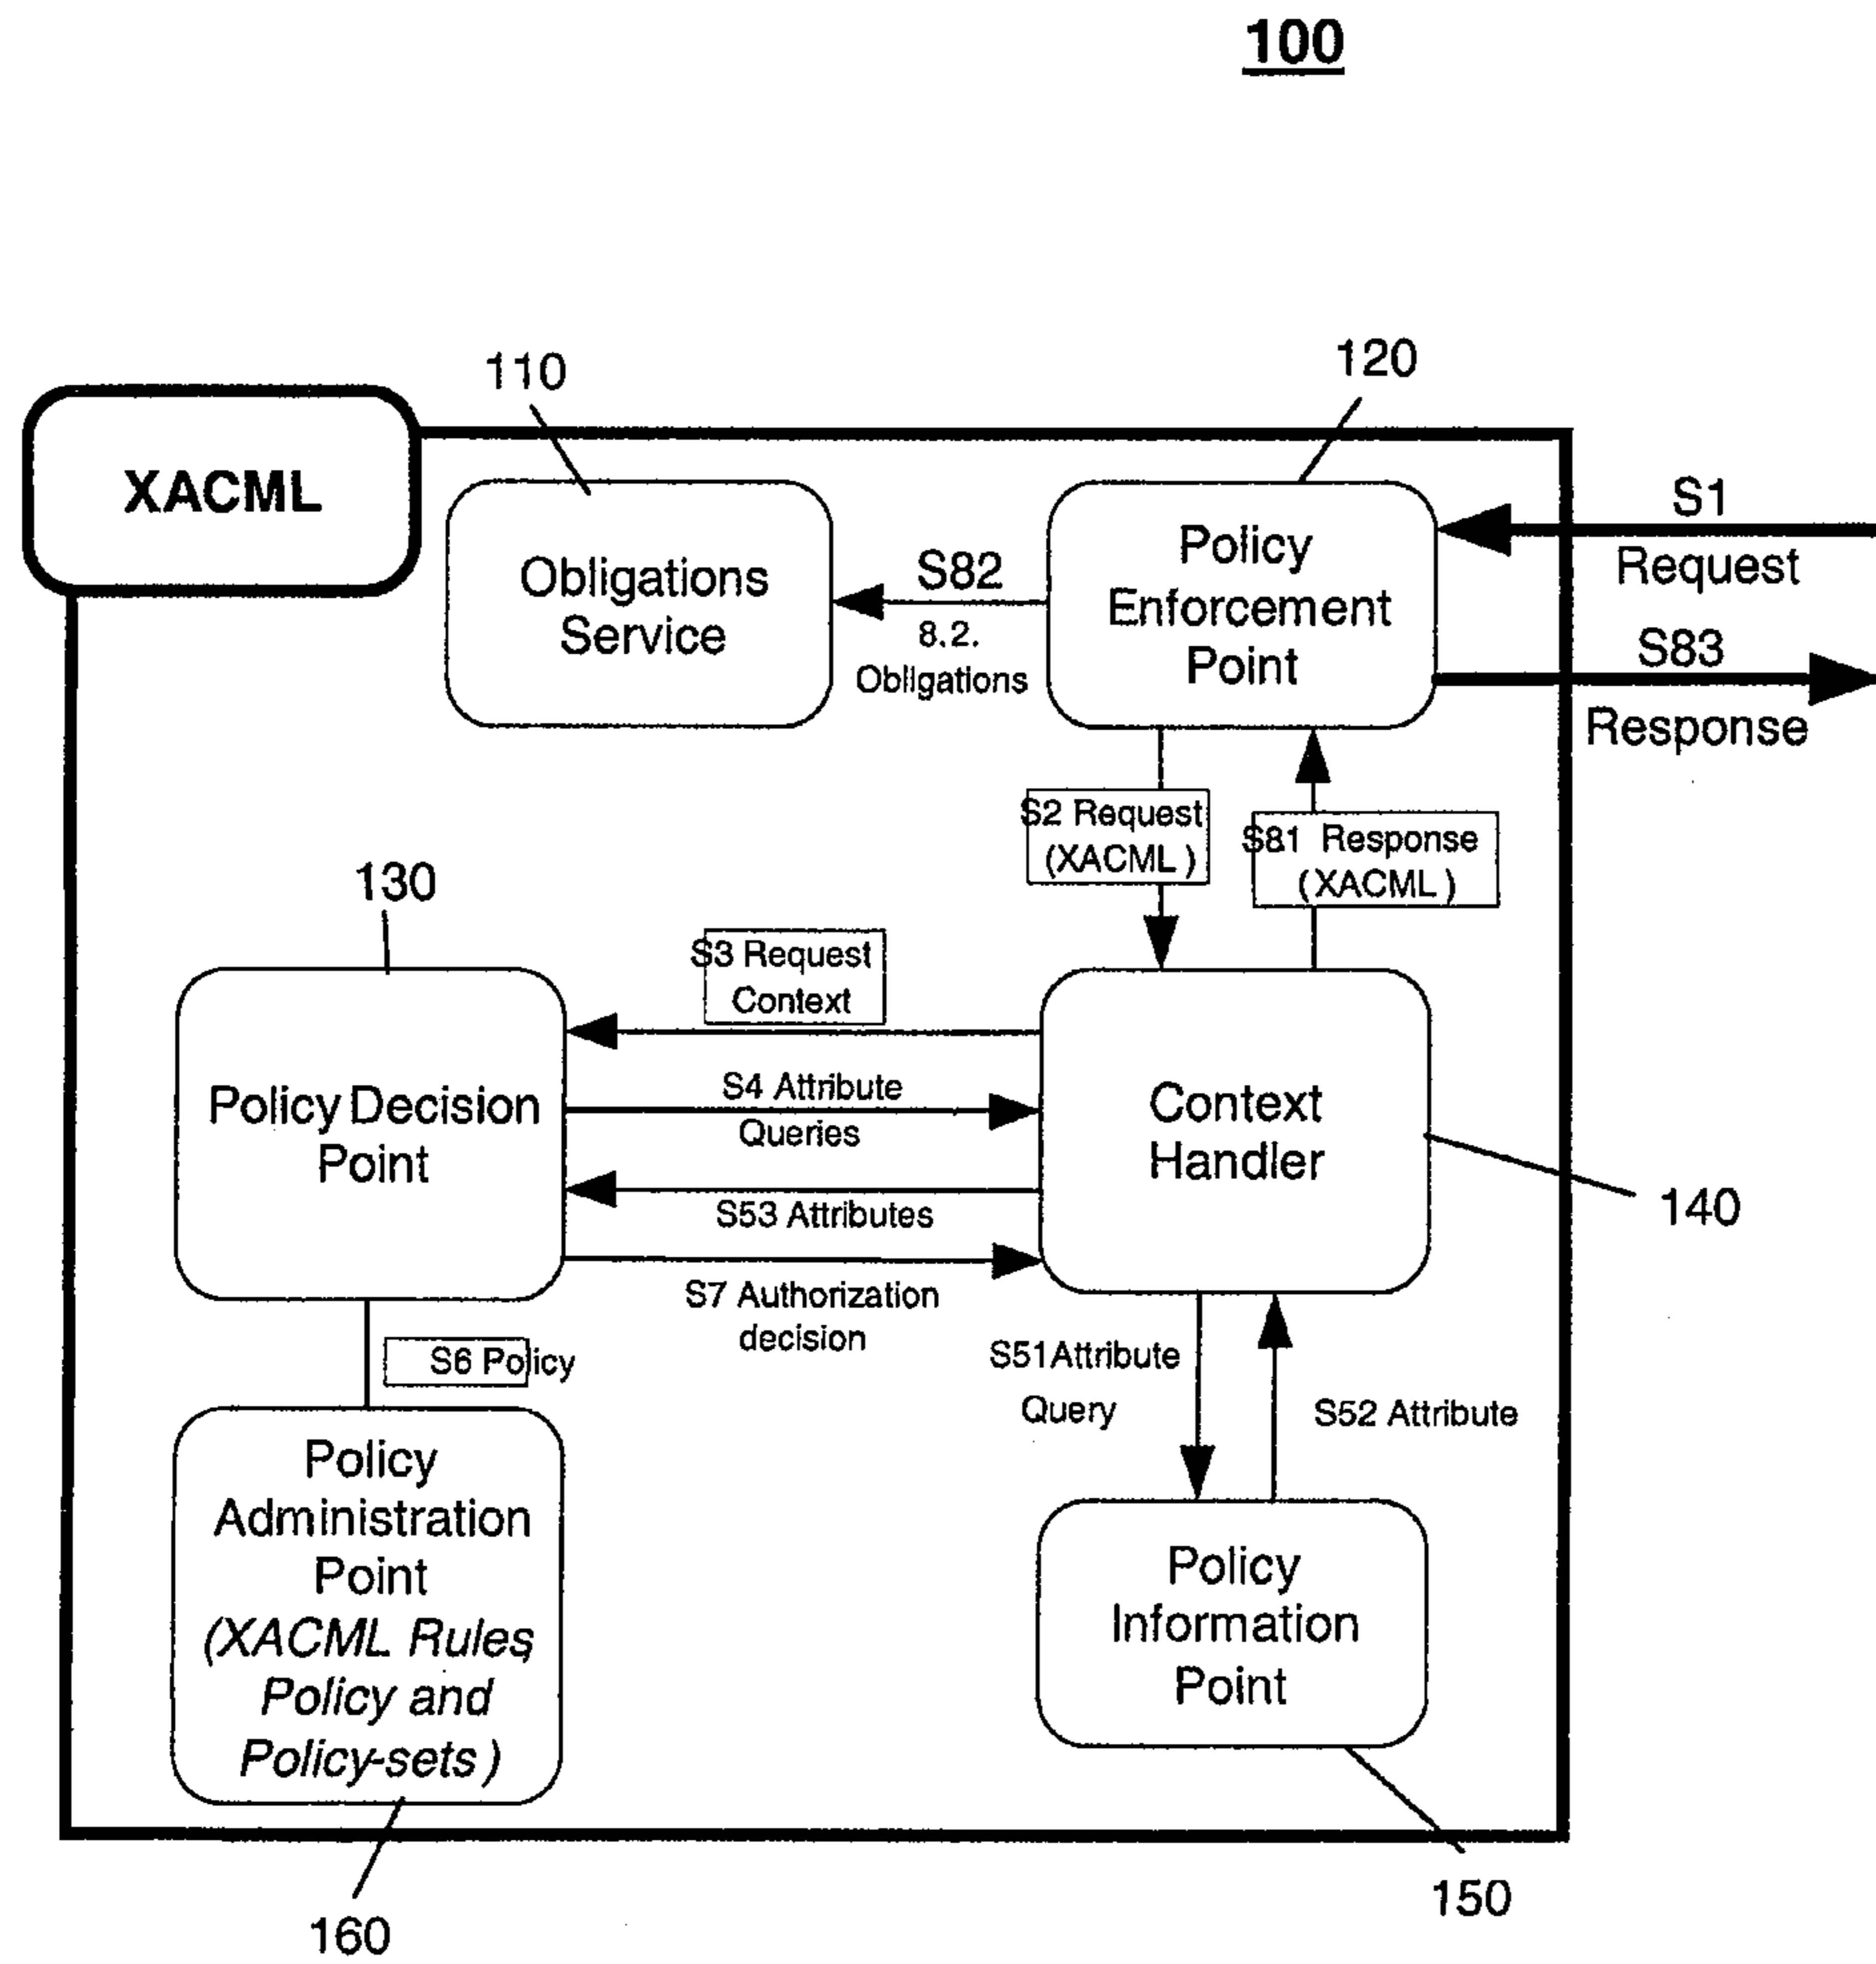 100
110
120
XACML
Obligations
Service
S82
8.2.
Obligations
Policy
Enforcement
Point
S1
Request
S83
Response
S2 Request
(XACML )
S81 Response
( XACML )
130
S3 Request
Context
Policy Decision
Point
S4 Attribute
Queries
S53 Attributes
S7 Authorization
decision
Context
Handler
140
S6 Policy
S51Attribute
Query
S52 Attribute
Policy
Administration
Point
(XACML Rules
Policy and
Policy-sets )
Policy
Information
Point
150
160